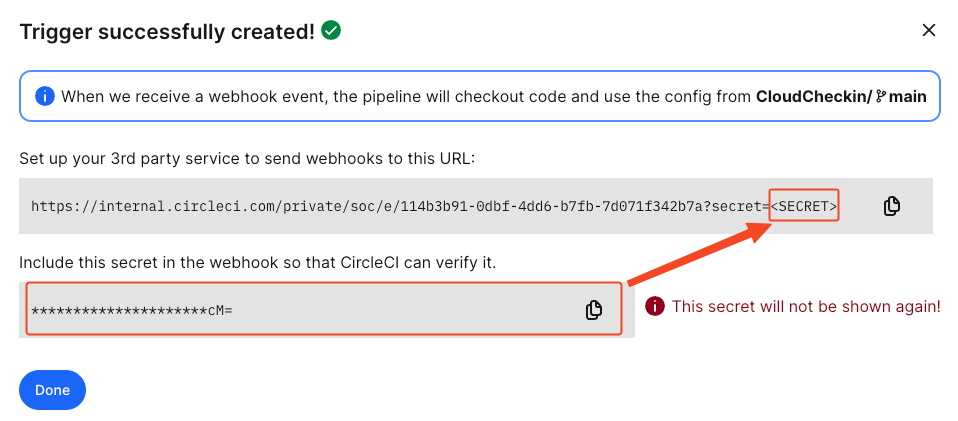 Trigger successfully created!
When we receive a webhook event, the pipeline will checkout code and use the config from CloudCheckin/ main
Set up your 3rd party service to send webhooks to this URL:
https://internal.circleci.com/private/soc/e/114b3b91-0dbf-4dd6-b7fb-7d071f342b7a?secret=<SECRET>
Include this secret in the webhook so that CircleCI can verify it.
*********************cM=
This secret will not be shown again!
Done